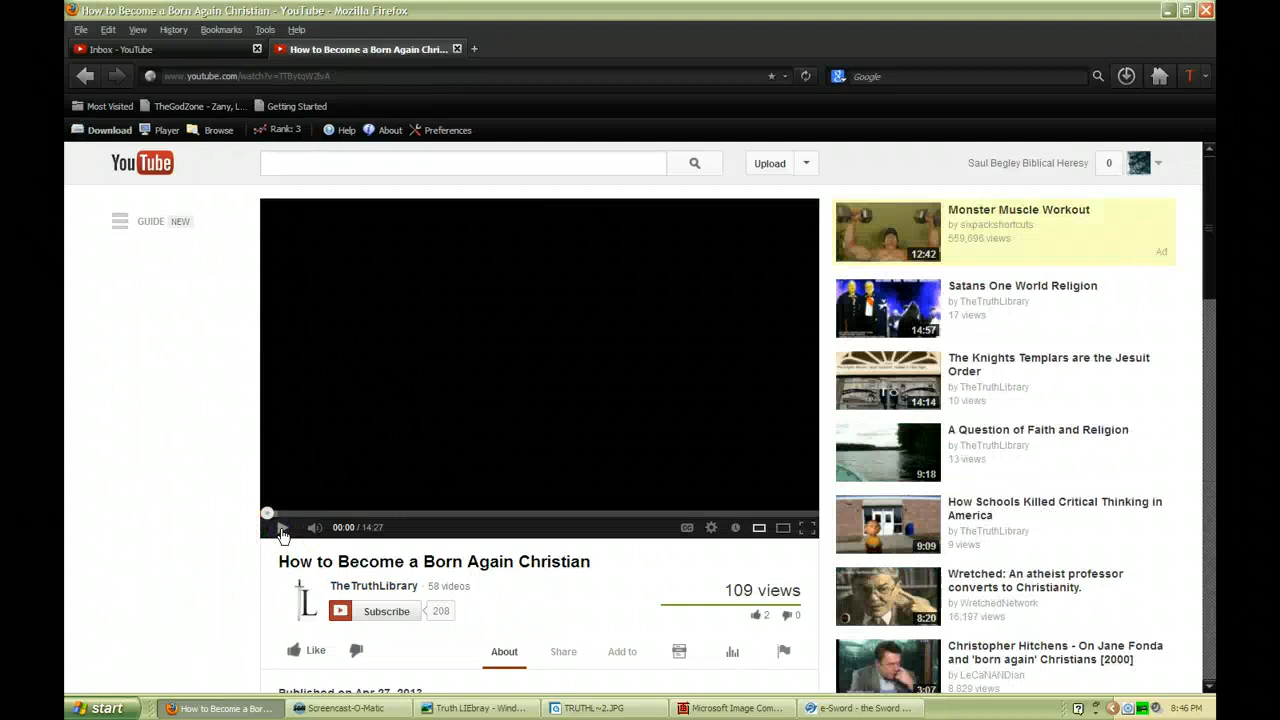 How to Become a Born Again Christian - YouTube - Mozilla Firefox
File Edit View History Bookmarks Tools Help
Inbox - YouTube
How to Become a Born Again Chri...
www.youtube.com/watch?v=TTBytqW2lvA
Google
Most Visited TheGodZone - Zany, L... Getting Started
Download Player Browse Rank: 3 Help About Preferences
YouTube
Upload
Saul Begley Biblical Heresy 0
GUIDE NEW
00:00 / 14:27
CC
How to Become a Born Again Christian
TheTruthLibrary · 58 videos
Subscribe 208
109 views
2 0
Like
About Share Add to
Published on Apr 27, 2013
Monster Muscle Workout
by sixpackshortcuts
559,696 views
Ad
12:42
Satans One World Religion
by TheTruthLibrary
17 views
14:57
The Knights Templars are the Jesuit
Order
by TheTruthLibrary
10 views
14:14
A Question of Faith and Religion
by TheTruthLibrary
13 views
9:18
How Schools Killed Critical Thinking in
America
by TheTruthLibrary
9 views
9:09
Wretched: An atheist professor
converts to Christianity.
by WretchedNetwork
16,197 views
8:20
Christopher Hitchens - On Jane Fonda
and 'born again' Christians [2000]
by LeCaNANDian
8,829 views
3:07
start
How to Become a Bor...
Screencast-O-Matic
Truth LIEbray - Wind...
TRUTHL~2.JPG
Microsoft Image Com...
e-Sword - the Sword ...
8:46 PM